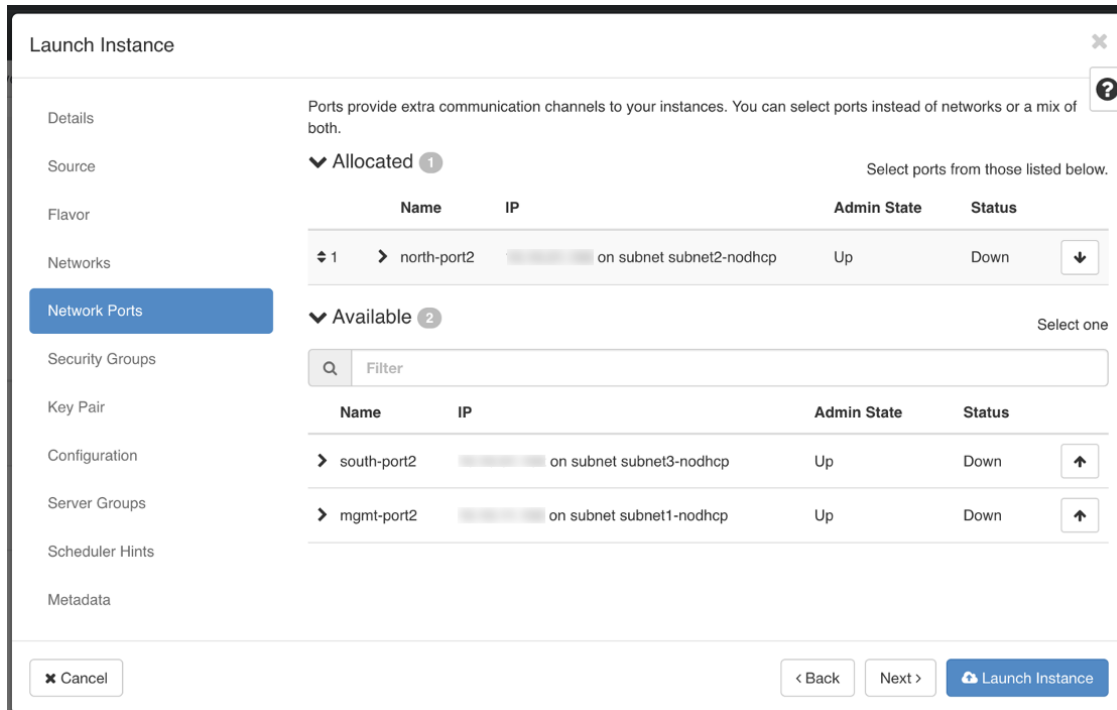 Launch Instance
Details
Source
Flavor
Networks
Network Ports
Security Groups
Key Pair
Configuration
Server Groups
Scheduler Hints
Metadata
Ports provide extra communication channels to your instances. You can select ports instead of networks or a mix of
both.
Allocated 1
Select ports from those listed below.
Name IP Admin State Status
1 north-port2 on subnet subnet2-nodhcp Up Down
Available 2
Select one
Filter
Name IP Admin State Status
south-port2 on subnet subnet3-nodhcp Up Down
mgmt-port2 on subnet subnet1-nodhcp Up Down
Cancel
< Back
Next >
Launch Instance